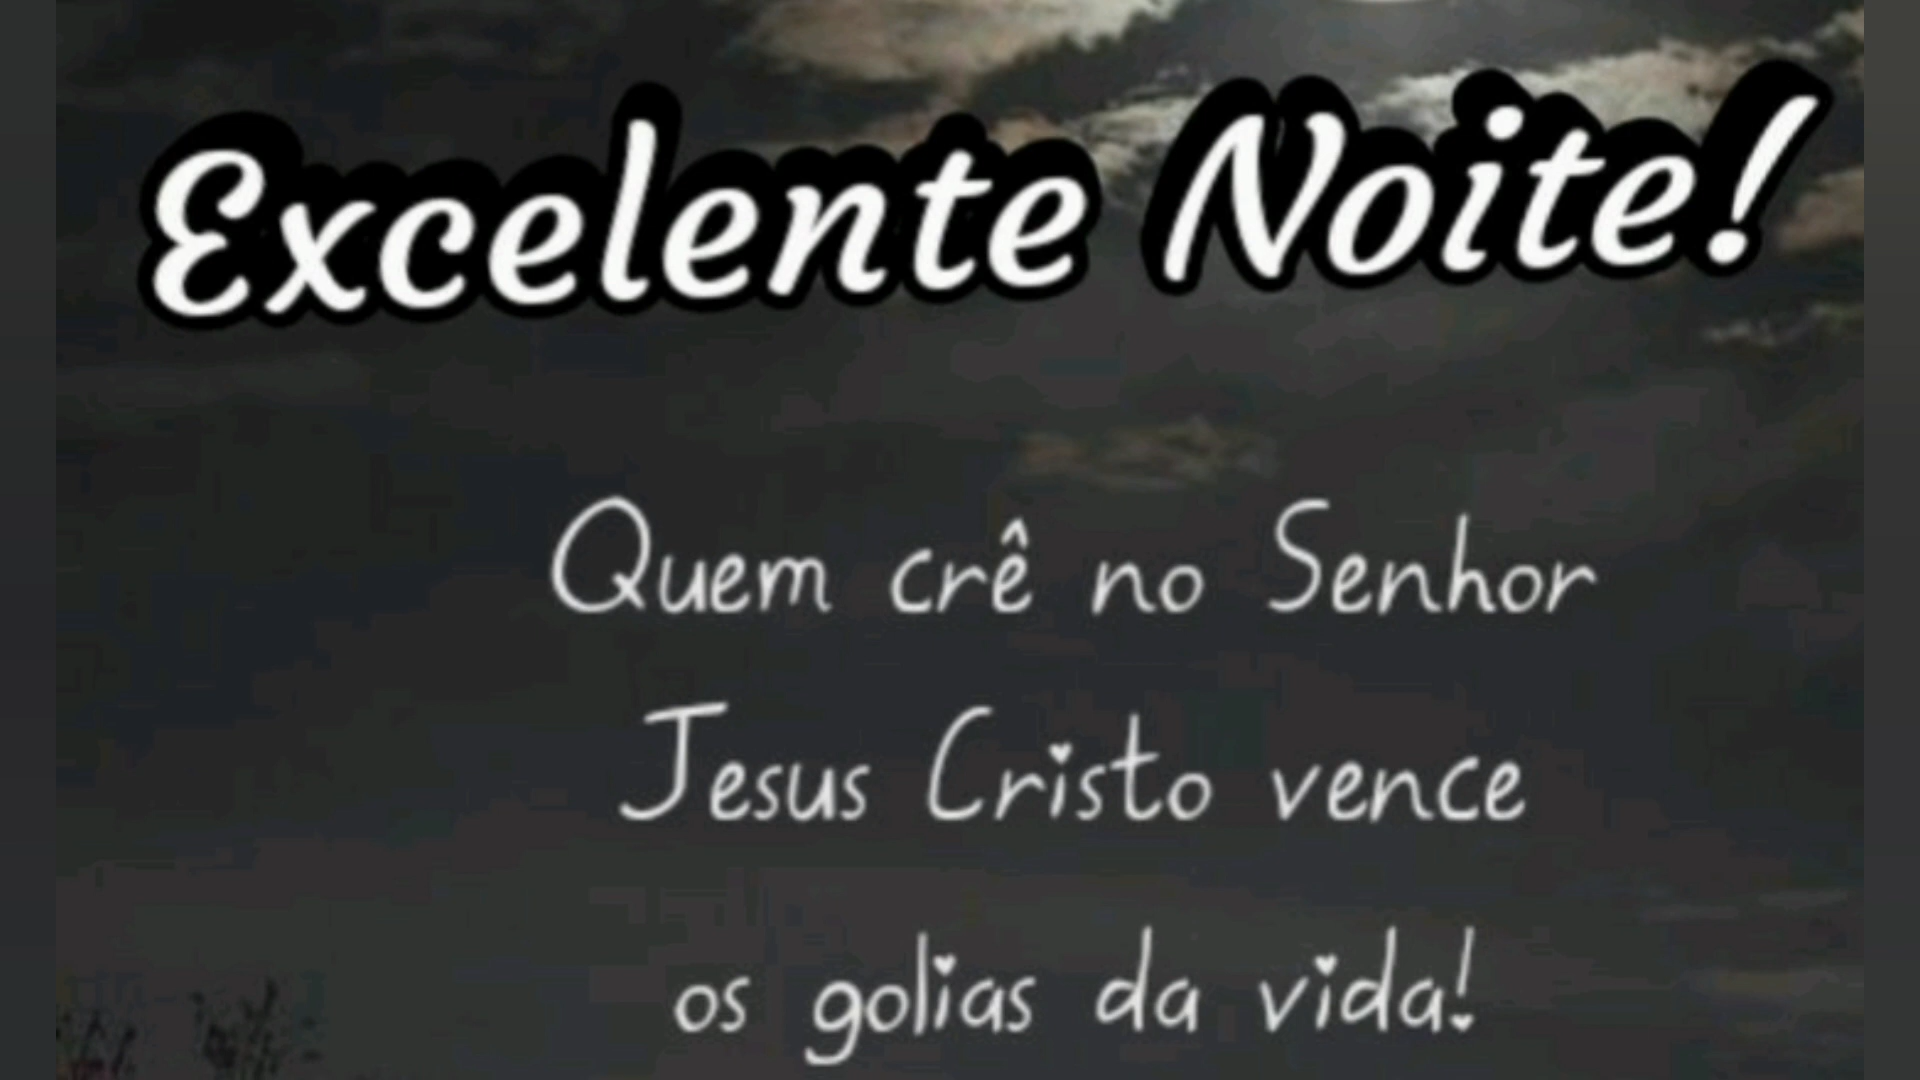 Excelente Noite!
Quem crê no Senhor
Jesus Cristo vence
os golias da vida!